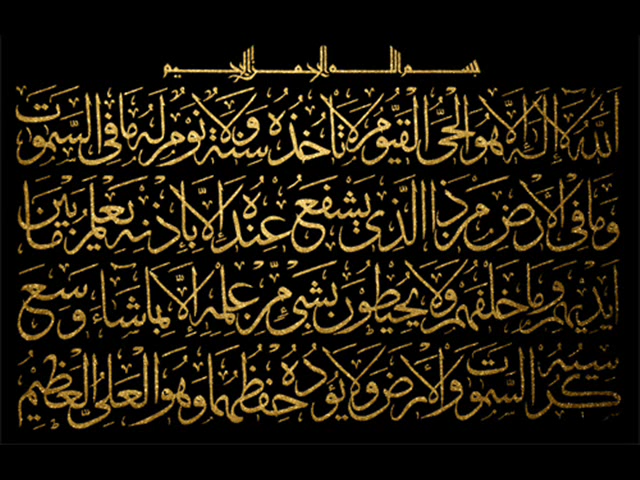 بسم الله الرحمن الرحيم
الله لا إله إلا هو الحي القيوم لا تأخذه سنة ولا نوم له ما في السموت
وما في الأرض من ذا الذي يشفع عنده إلا بإذنه يعلم ما بين
أيديهم وما خلفهم ولا يحيطون بشيء من علمه إلا بما شاء وسع
كرسيه السموت والأرض ولا يؤده حفظهما وهو العلي العظيم